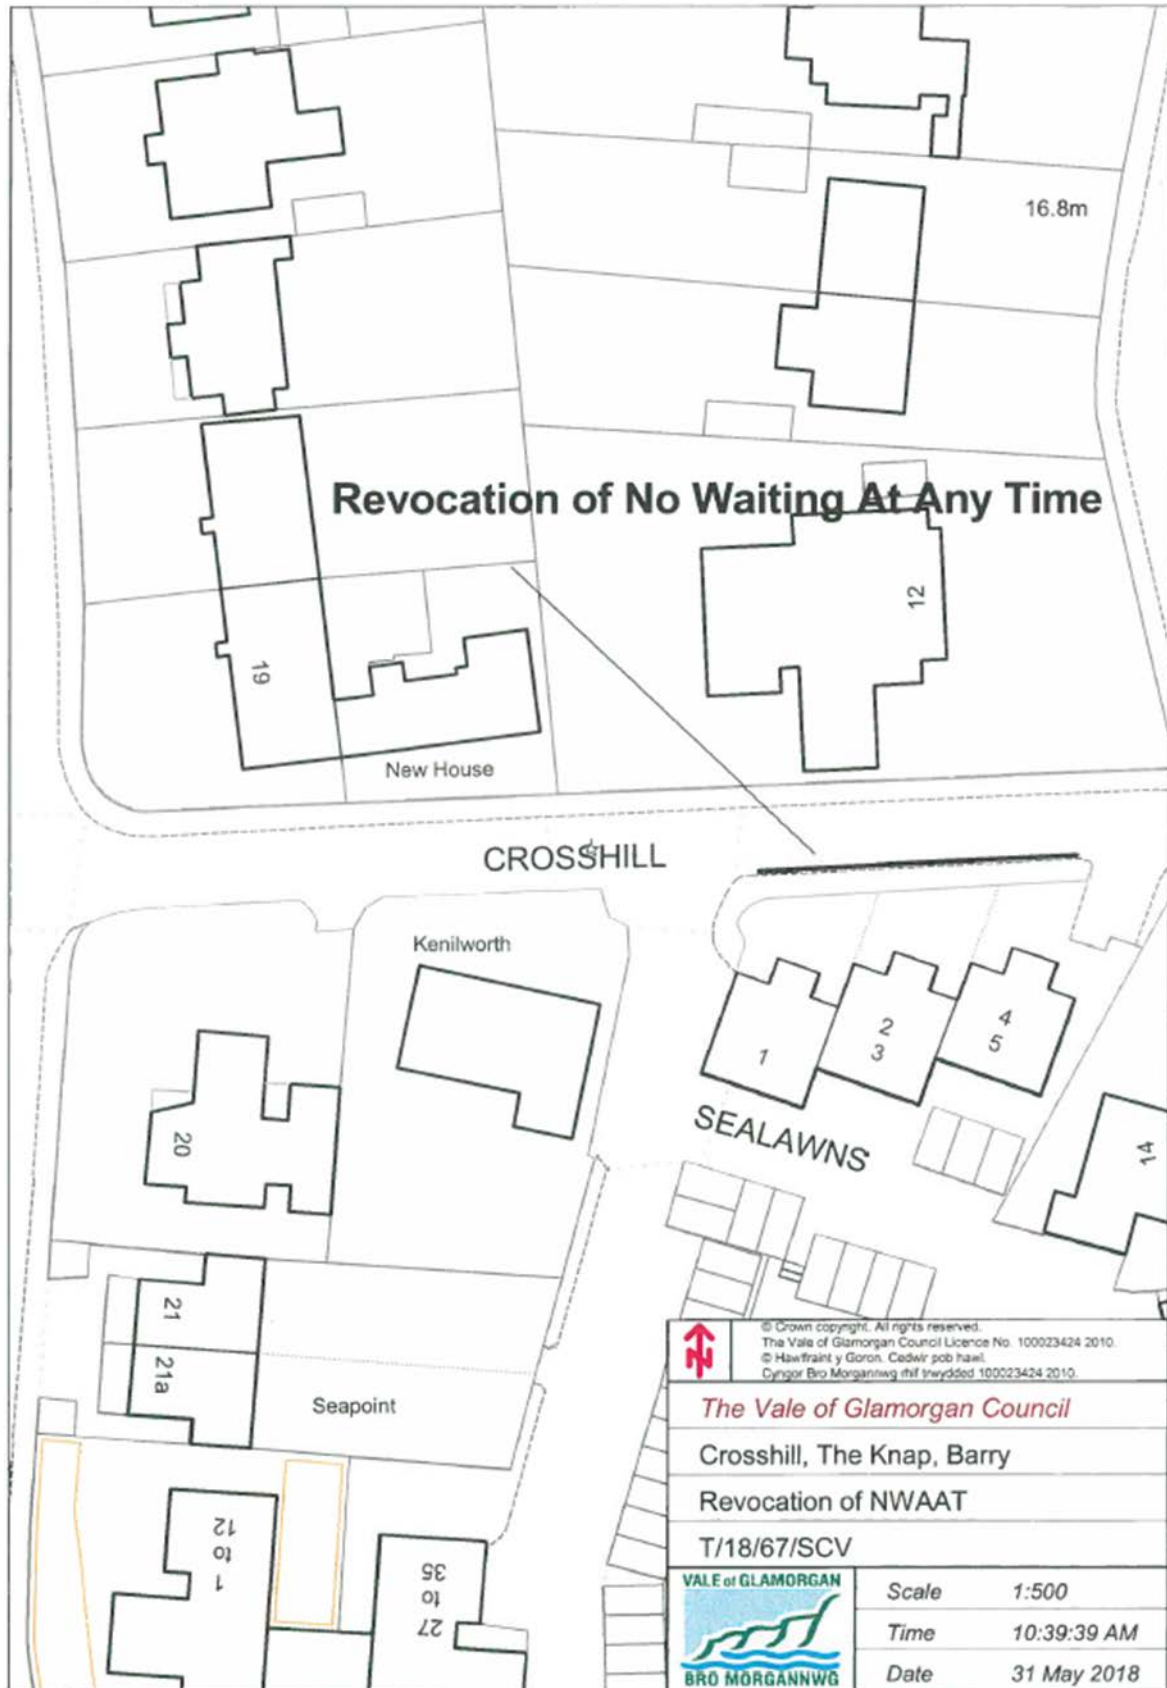 16.8m
Revocation of No Waiting At Any Time
12
19
New House
CROSSHILL
Kenilworth
1
2
3
4
5
20
SEALAWNS
14
21
21a
Seapoint
1
to
12
27
to
35
N
© Crown copyright. All rights reserved.
The Vale of Glamorgan Council Licence No. 100023424 2010.
© Hawlfraint y Goron. Cedwir pob hawl.
Cyngor Bro Morgannwg rhif trwydded 100023424 2010.
The Vale of Glamorgan Council
Crosshill, The Knap, Barry
Revocation of NWAAT
T/18/67/SCV
VALE of GLAMORGAN
BRO MORGANNWG
Scale 1:500
Time 10:39:39 AM
Date 31 May 2018